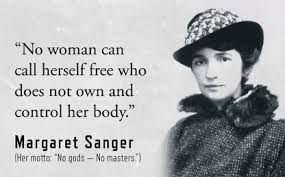 “No woman can
call herself free who
does not own and
control her body.”
Margaret Sanger
(Her motto: “No gods — No masters.”)